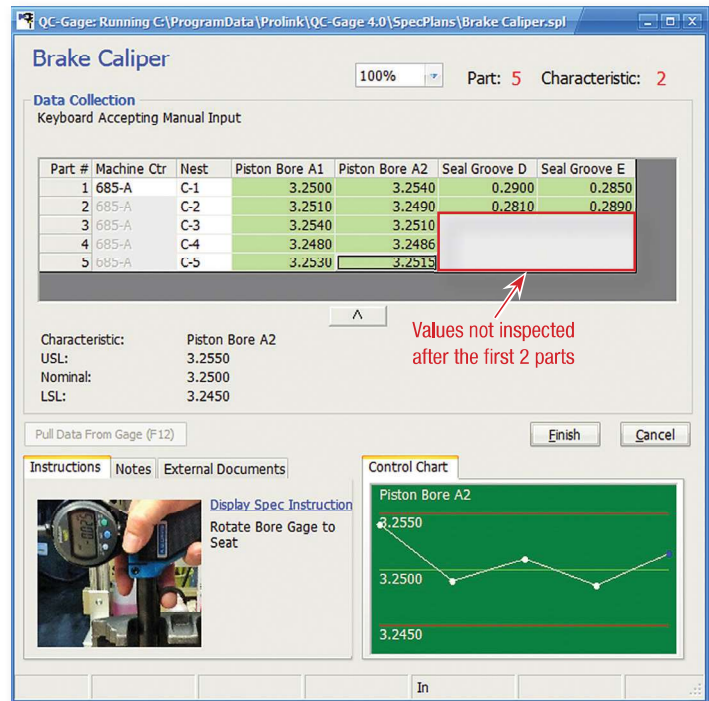 QC-Gage: Running C:\ProgramData\Prolink\QC-Gage 4.0\SpecPlans\Brake Caliper.spl
Brake Caliper
100% Part: 5 Characteristic: 2
Data Collection
Keyboard Accepting Manual Input
Part # Machine Ctr Nest Piston Bore A1 Piston Bore A2 Seal Groove D Seal Groove E
1 685-A C-1 3.2500 3.2540 0.2900 0.2850
2 685-A C-2 3.2510 3.2490 0.2810 0.2890
3 685-A C-3 3.2540 3.2510
4 685-A C-4 3.2480 3.2486
5 685-A C-5 3.2530 3.2515
^
Values not inspected
after the first 2 parts
Characteristic: Piston Bore A2
USL: 3.2550
Nominal: 3.2500
LSL: 3.2450
Pull Data From Gage (F12) Finish Cancel
Instructions Notes External Documents
Display Spec Instruction
Rotate Bore Gage to
Seat
Control Chart
Piston Bore A2
3.2550
3.2500
3.2450
In